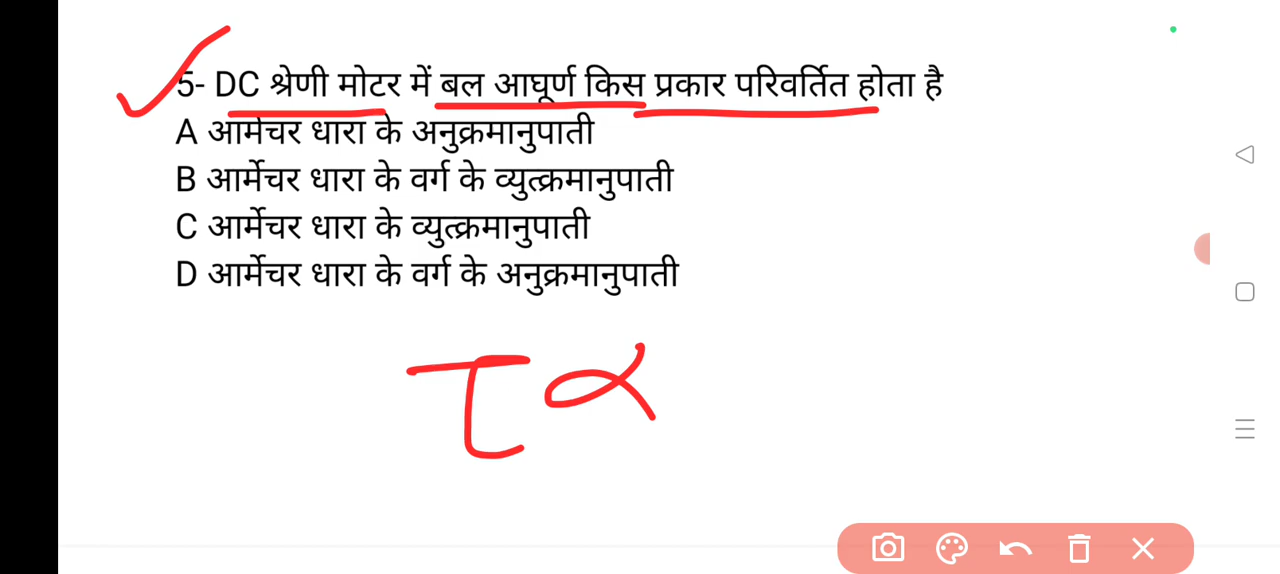 5- DC श्रेणी मोटर में बल आघूर्ण किस प्रकार परिवर्तित होता है
A आर्मेचर धारा के अनुक्रमानुपाती
B आर्मेचर धारा के वर्ग के व्युत्क्रमानुपाती
C आर्मेचर धारा के व्युत्क्रमानुपाती
D आर्मेचर धारा के वर्ग के अनुक्रमानुपाती
τ α